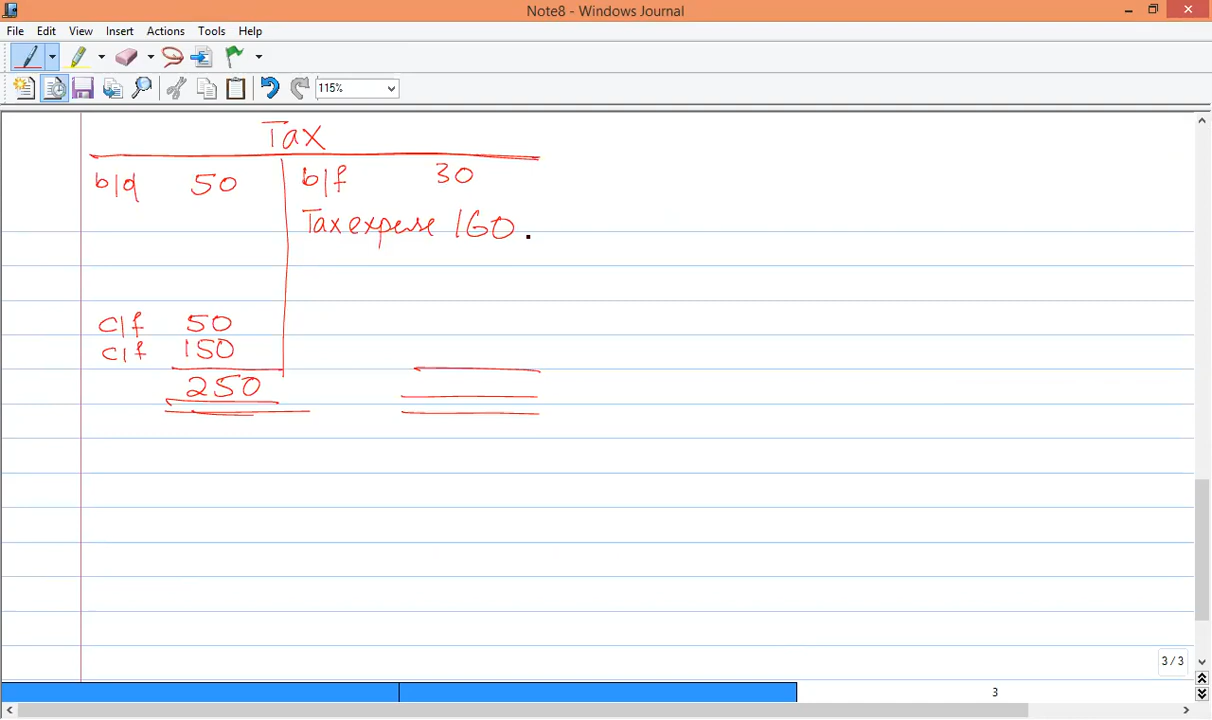 Note8 - Windows Journal
File Edit View Insert Actions Tools Help
115%
Tax
b/d 50 b/f 30
Tax expense 160.
c/f 50
c/f 150
250
3 / 3
3